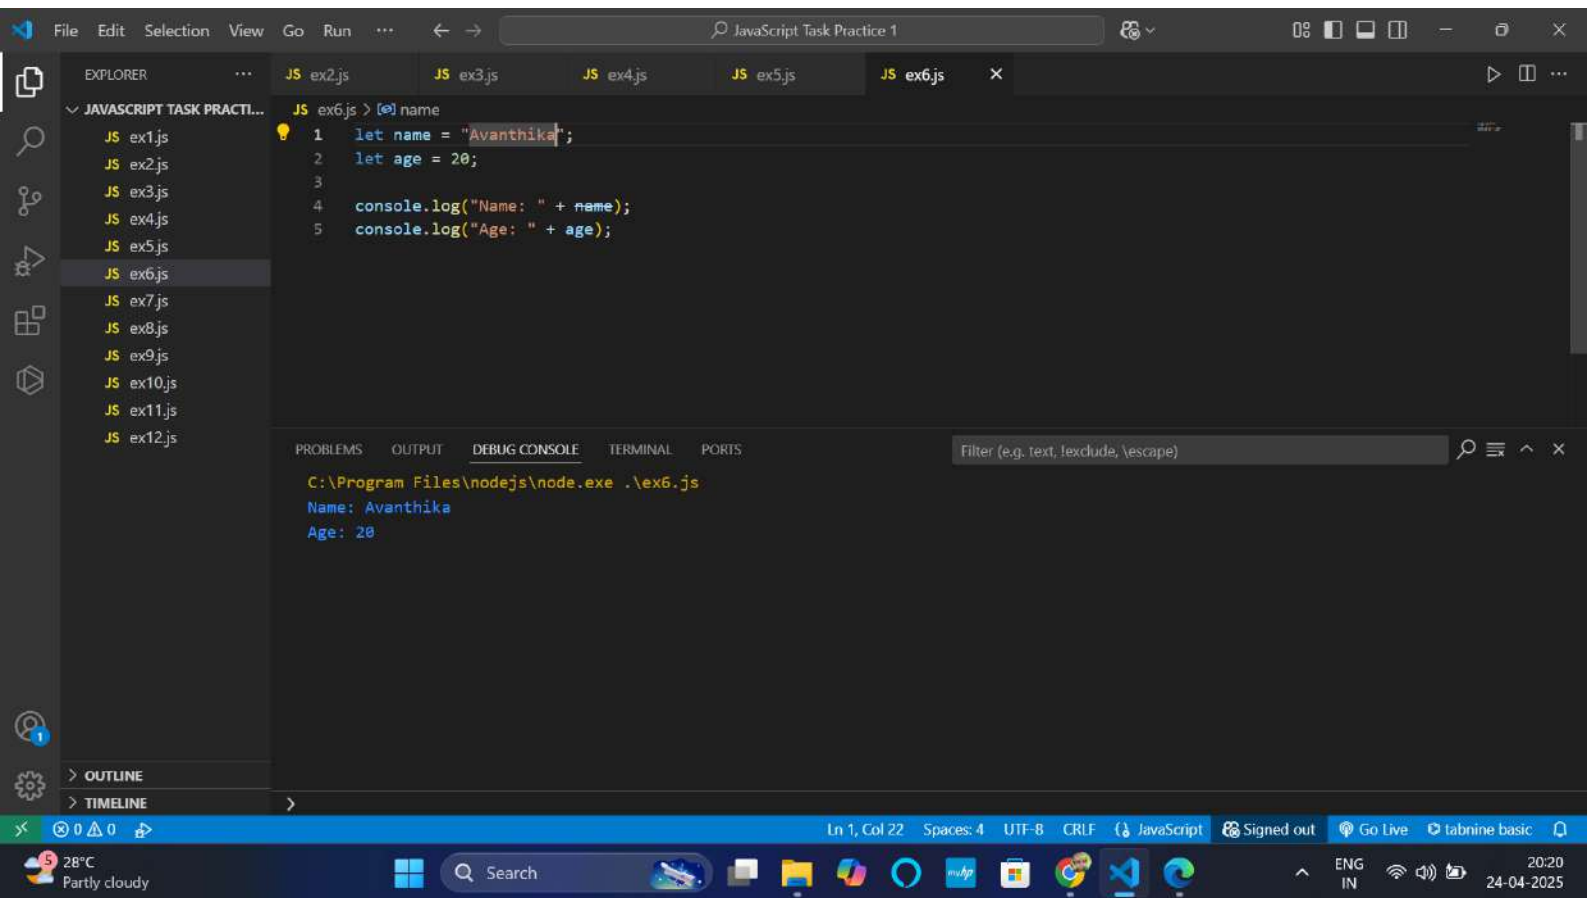 File Edit Selection View Go Run ··· ← → JavaScript Task Practice 1
EXPLORER ···
JAVASCRIPT TASK PRACTI...
JS ex1.js
JS ex2.js
JS ex3.js
JS ex4.js
JS ex5.js
JS ex6.js
JS ex7.js
JS ex8.js
JS ex9.js
JS ex10.js
JS ex11.js
JS ex12.js
OUTLINE
TIMELINE
JS ex2.js JS ex3.js JS ex4.js JS ex5.js JS ex6.js ×
JS ex6.js > name
1 let name = "Avanthika";
2 let age = 20;
3
4 console.log("Name: " + name);
5 console.log("Age: " + age);
PROBLEMS OUTPUT DEBUG CONSOLE TERMINAL PORTS Filter (e.g. text, !exclude, \escape)
C:\Program Files\nodejs\node.exe .\ex6.js
Name: Avanthika
Age: 20
>
1
0 0 Ln 1, Col 22 Spaces: 4 UTF-8 CRLF JavaScript Signed out Go Live tabnine basic
5 28°C
Partly cloudy
Search
myhp
ENG
IN
20:20
24-04-2025